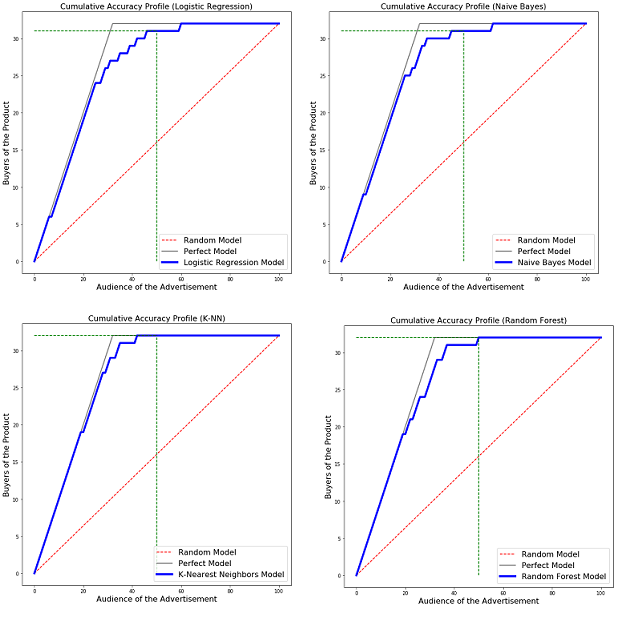 Cumulative Accuracy Profile (Logistic Regression)
Buyers of the Product
30
25
20
15
10
5
0
0 20 40 60 80 100
Audience of the Advertisement
Random Model
Perfect Model
Logistic Regression Model
Cumulative Accuracy Profile (Naive Bayes)
Buyers of the Product
30
25
20
15
10
5
0
0 20 40 60 80 100
Audience of the Advertisement
Random Model
Perfect Model
Naive Bayes Model
Cumulative Accuracy Profile (K-NN)
Buyers of the Product
30
25
20
15
10
5
0
0 20 40 60 80 100
Audience of the Advertisement
Random Model
Perfect Model
K-Nearest Neighbors Model
Cumulative Accuracy Profile (Random Forest)
Buyers of the Product
30
25
20
15
10
5
0
0 20 40 60 80 100
Audience of the Advertisement
Random Model
Perfect Model
Random Forest Model